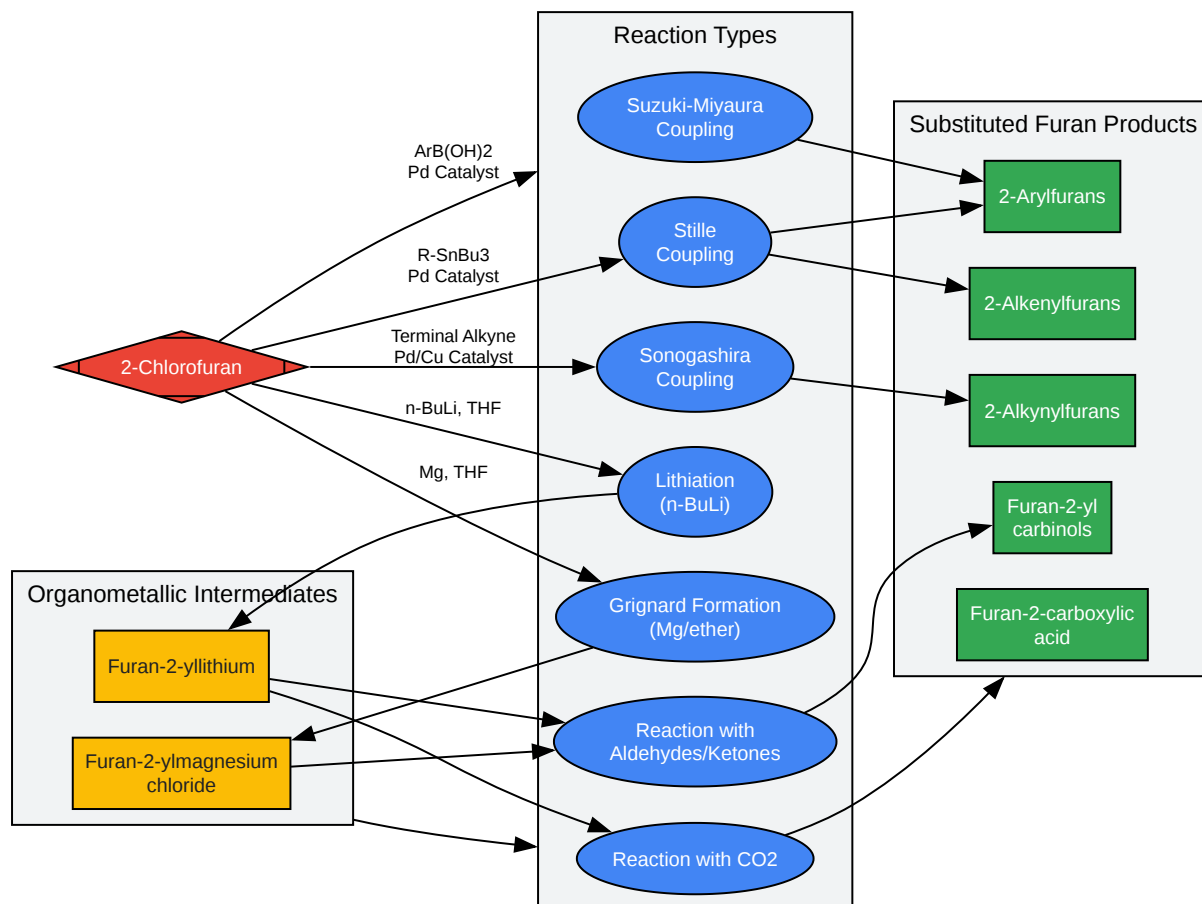 Reaction Types
Suzuki-Miyaura
Coupling
Substituted Furan Products
ArB(OH)2
Pd Catalyst
2-Arylfurans
Stille
Coupling
R-SnBu3
Pd Catalyst
2-Alkenylfurans
Terminal Alkyne
Pd/Cu Catalyst
2-Chlorofuran
Sonogashira
Coupling
2-Alkynylfurans
n-BuLi, THF
Mg, THF
Lithiation
(n-BuLi)
Furan-2-yl
carbinols
Organometallic Intermediates
Grignard Formation
(Mg/ether)
Furan-2-carboxylic
acid
Furan-2-yllithium
Reaction with
Aldehydes/Ketones
Furan-2-ylmagnesium
chloride
Reaction with CO2